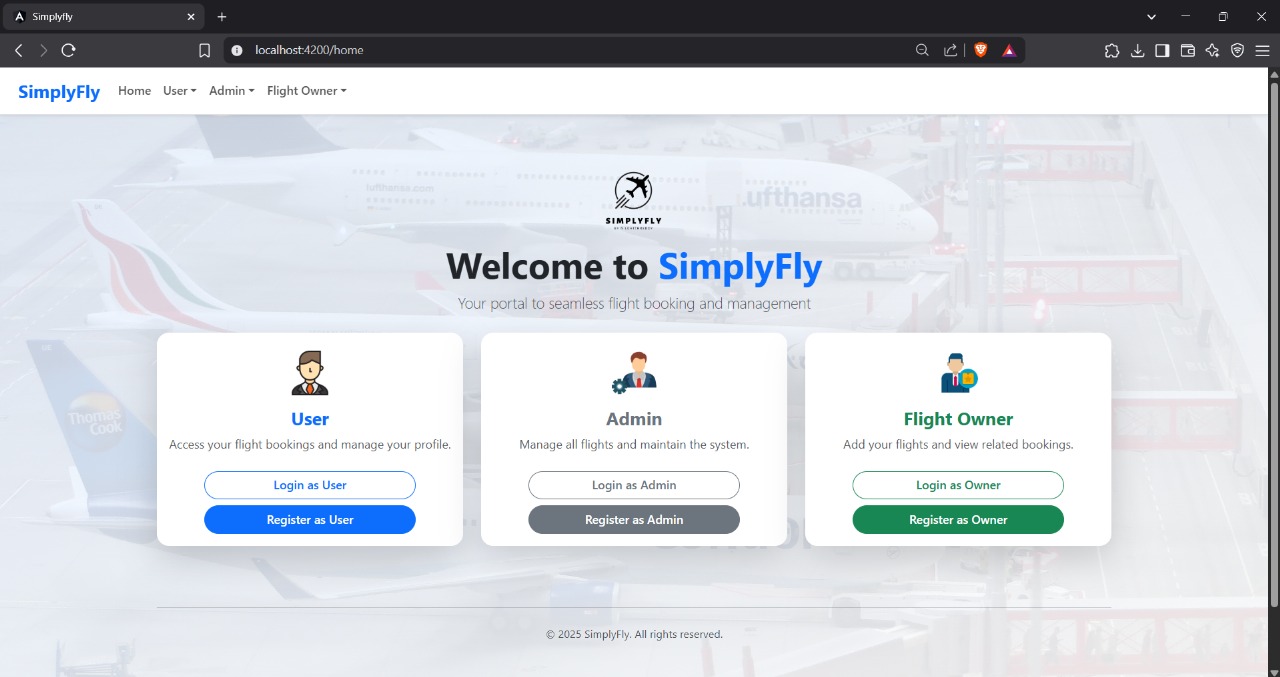 Simplyfly
localhost:4200/home
SimplyFly
Home User Admin Flight Owner
lufthansa.com
ufthansa
SIMPLYFLY
Welcome to SimplyFly
Your portal to seamless flight booking and management
Thomas
Cook
User
Access your flight bookings and manage your profile.
Login as User
Register as User
Admin
Manage all flights and maintain the system.
Login as Admin
Register as Admin
Flight Owner
Add your flights and view related bookings.
Login as Owner
Register as Owner
© 2025 SimplyFly. All rights reserved.